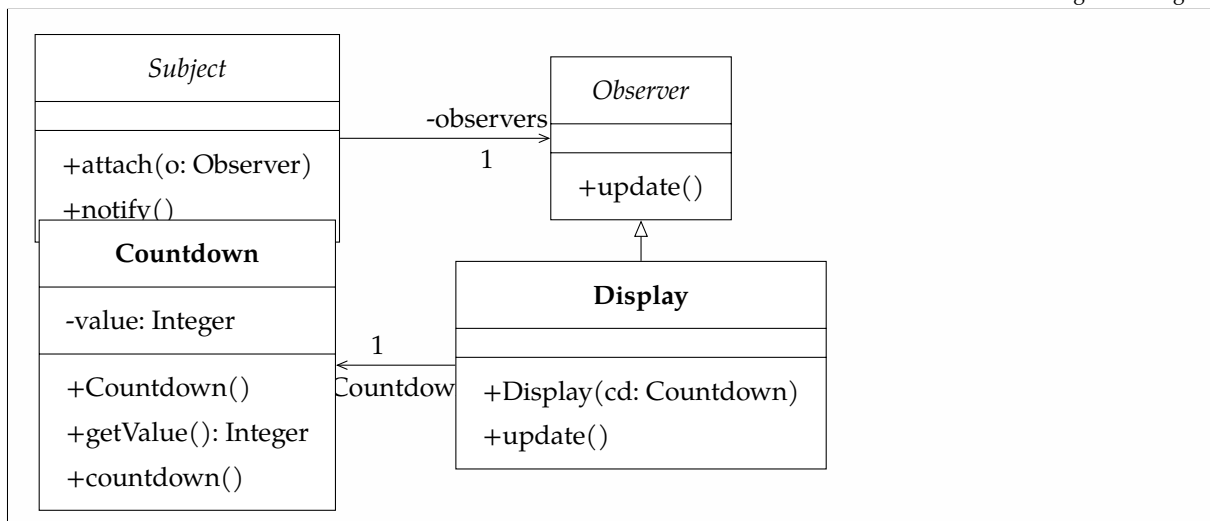 Subject
+attach(o: Observer)
+notify()
-observers
1
Observer
+update()
Countdown
-value: Integer
+Countdown()
+getValue(): Integer
+countdown()
1
Countdow
Display
+Display(cd: Countdown)
+update()